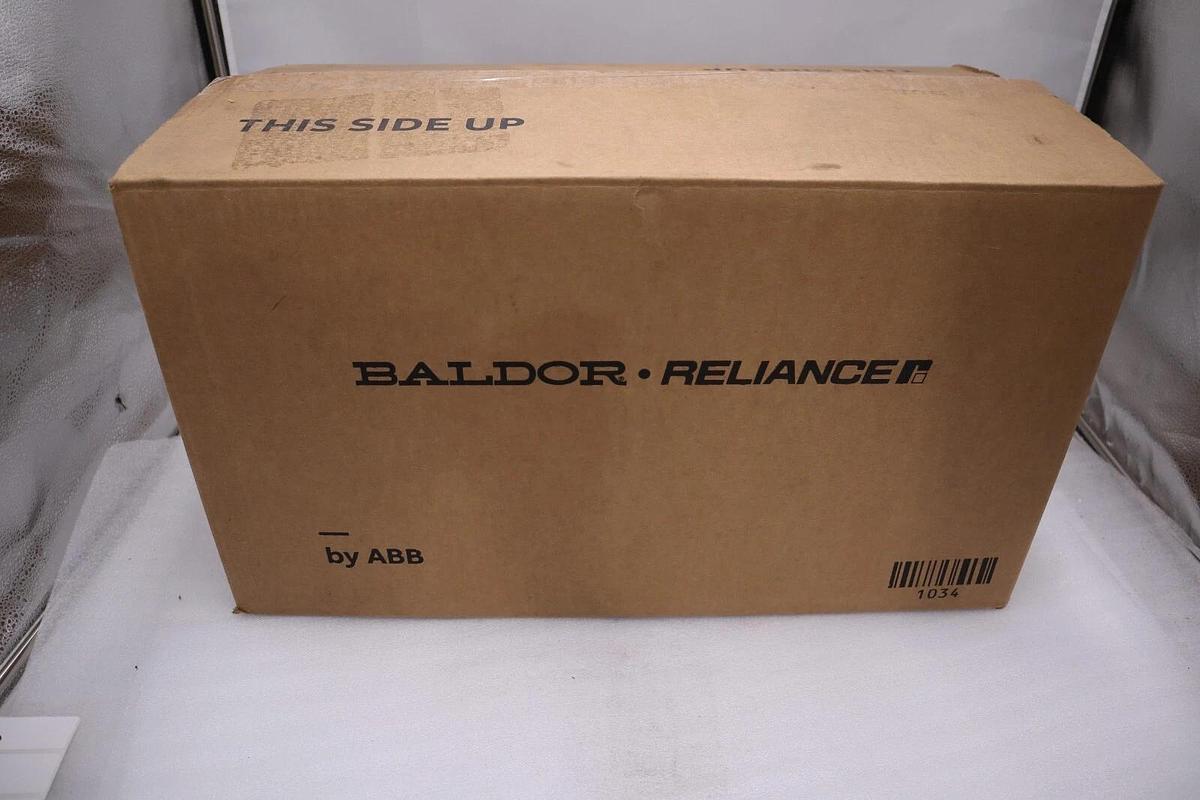 THIS SIDE UP
BALDOR • RELIANCE
by ABB
1034